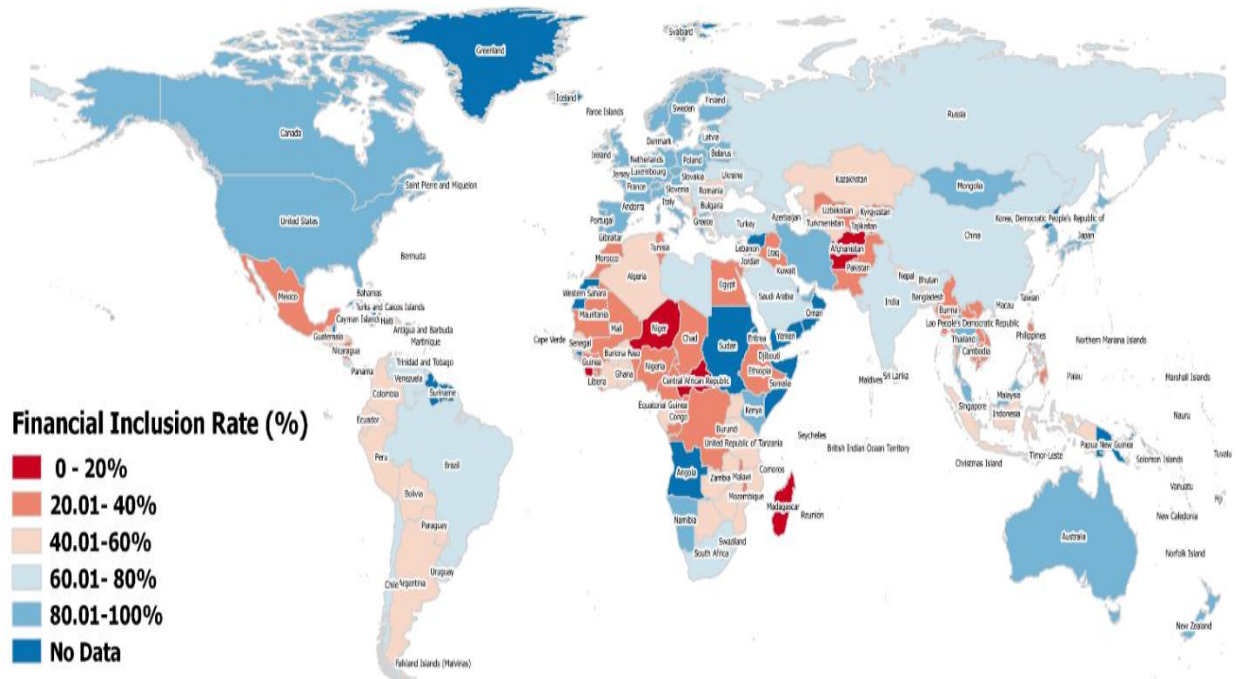 Svalbard
Greenland
Iceland
Faroe Islands
Sweden
Finland
Russia
Canada
Denmark
Latvia
Ireland
Netherlands
Poland
Belarus
Jersey
Luxembourg
Slovakia
Ukraine
Kazakhstan
Saint Pierre and Miquelon
France
Slovenia
Romania
Mongolia
Andorra
Italy
Bulgaria
United States
Portugal
Greece
Turkey
Azerbaijan
Uzbekistan
Kyrgyzstan
Korea, Democratic People's Republic of
Turkmenistan
Tajikistan
Japan
Gibraltar
Tunisia
Lebanon
Iraq
Afghanistan
China
Bermuda
Morocco
Jordan
Kuwait
Pakistan
Algeria
Egypt
Nepal
Bhutan
Bahamas
Western Sahara
Saudi Arabia
India
Bangladesh
Macau
Taiwan
Mexico
Turks and Caicos Islands
Cayman Islands
Haiti
Mauritania
Oman
Burma
Lao People's Democratic Republic
Guatemala
Antigua and Barbuda
Cape Verde
Mali
Niger
Chad
Sudan
Eritrea
Yemen
Philippines
Northern Mariana Islands
Nicaragua
Martinique
Senegal
Burkina Faso
Djibouti
Thailand
Cambodia
Panama
Trinidad and Tobago
Guinea
Nigeria
Ethiopia
Venezuela
Liberia
Ghana
Central African Republic
Somalia
Maldives
Sri Lanka
Palau
Marshall Islands
Colombia
Suriname
Equatorial Guinea
Kenya
Malaysia
Ecuador
Congo
Singapore
Indonesia
Nauru
Burundi
Seychelles
Peru
Brazil
United Republic of Tanzania
British Indian Ocean Territory
Papua New Guinea
Solomon Islands
Tuvalu
Angola
Comoros
Christmas Island
Timor-Leste
Bolivia
Zambia
Malawi
Vanuatu
Fiji
Mozambique
Madagascar
Reunion
Paraguay
Namibia
New Caledonia
Swaziland
Australia
Norfolk Island
South Africa
Uruguay
Chile
Argentina
New Zealand
Falkland Islands (Malvinas)
Financial Inclusion Rate (%)
0 - 20%
20.01- 40%
40.01-60%
60.01- 80%
80.01-100%
No Data